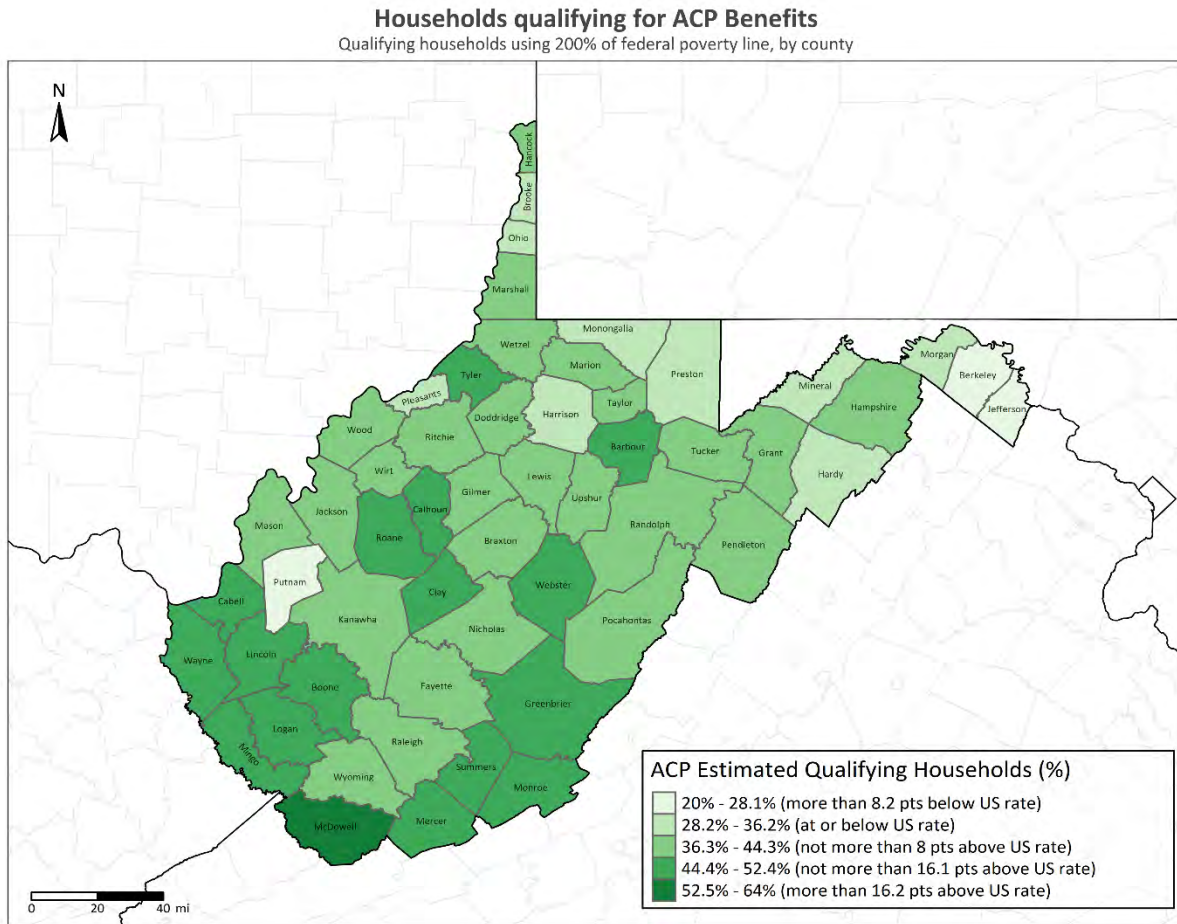 Households qualifying for ACP Benefits
Qualifying households using 200% of federal poverty line, by county
N
Hancock
Brooke
Ohio
Marshall
Monongalia
Wetzel
Marion
Preston
Morgan
Berkeley
Jefferson
Mineral
Hampshire
Tyler
Pleasants
Doddridge
Harrison
Taylor
Wood
Ritchie
Barbour
Tucker
Grant
Hardy
Wirt
Lewis
Gilmer
Upshur
Calhoun
Jackson
Mason
Roane
Braxton
Randolph
Pendleton
Putnam
Clay
Webster
Cabell
Kanawha
Nicholas
Pocahontas
Wayne
Lincoln
Boone
Fayette
Greenbrier
Logan
Mingo
Raleigh
Wyoming
Summers
Monroe
McDowell
Mercer
ACP Estimated Qualifying Households (%)
20% - 28.1% (more than 8.2 pts below US rate)
28.2% - 36.2% (at or below US rate)
36.3% - 44.3% (not more than 8 pts above US rate)
44.4% - 52.4% (not more than 16.1 pts above US rate)
52.5% - 64% (more than 16.2 pts above US rate)
0 20 40 mi